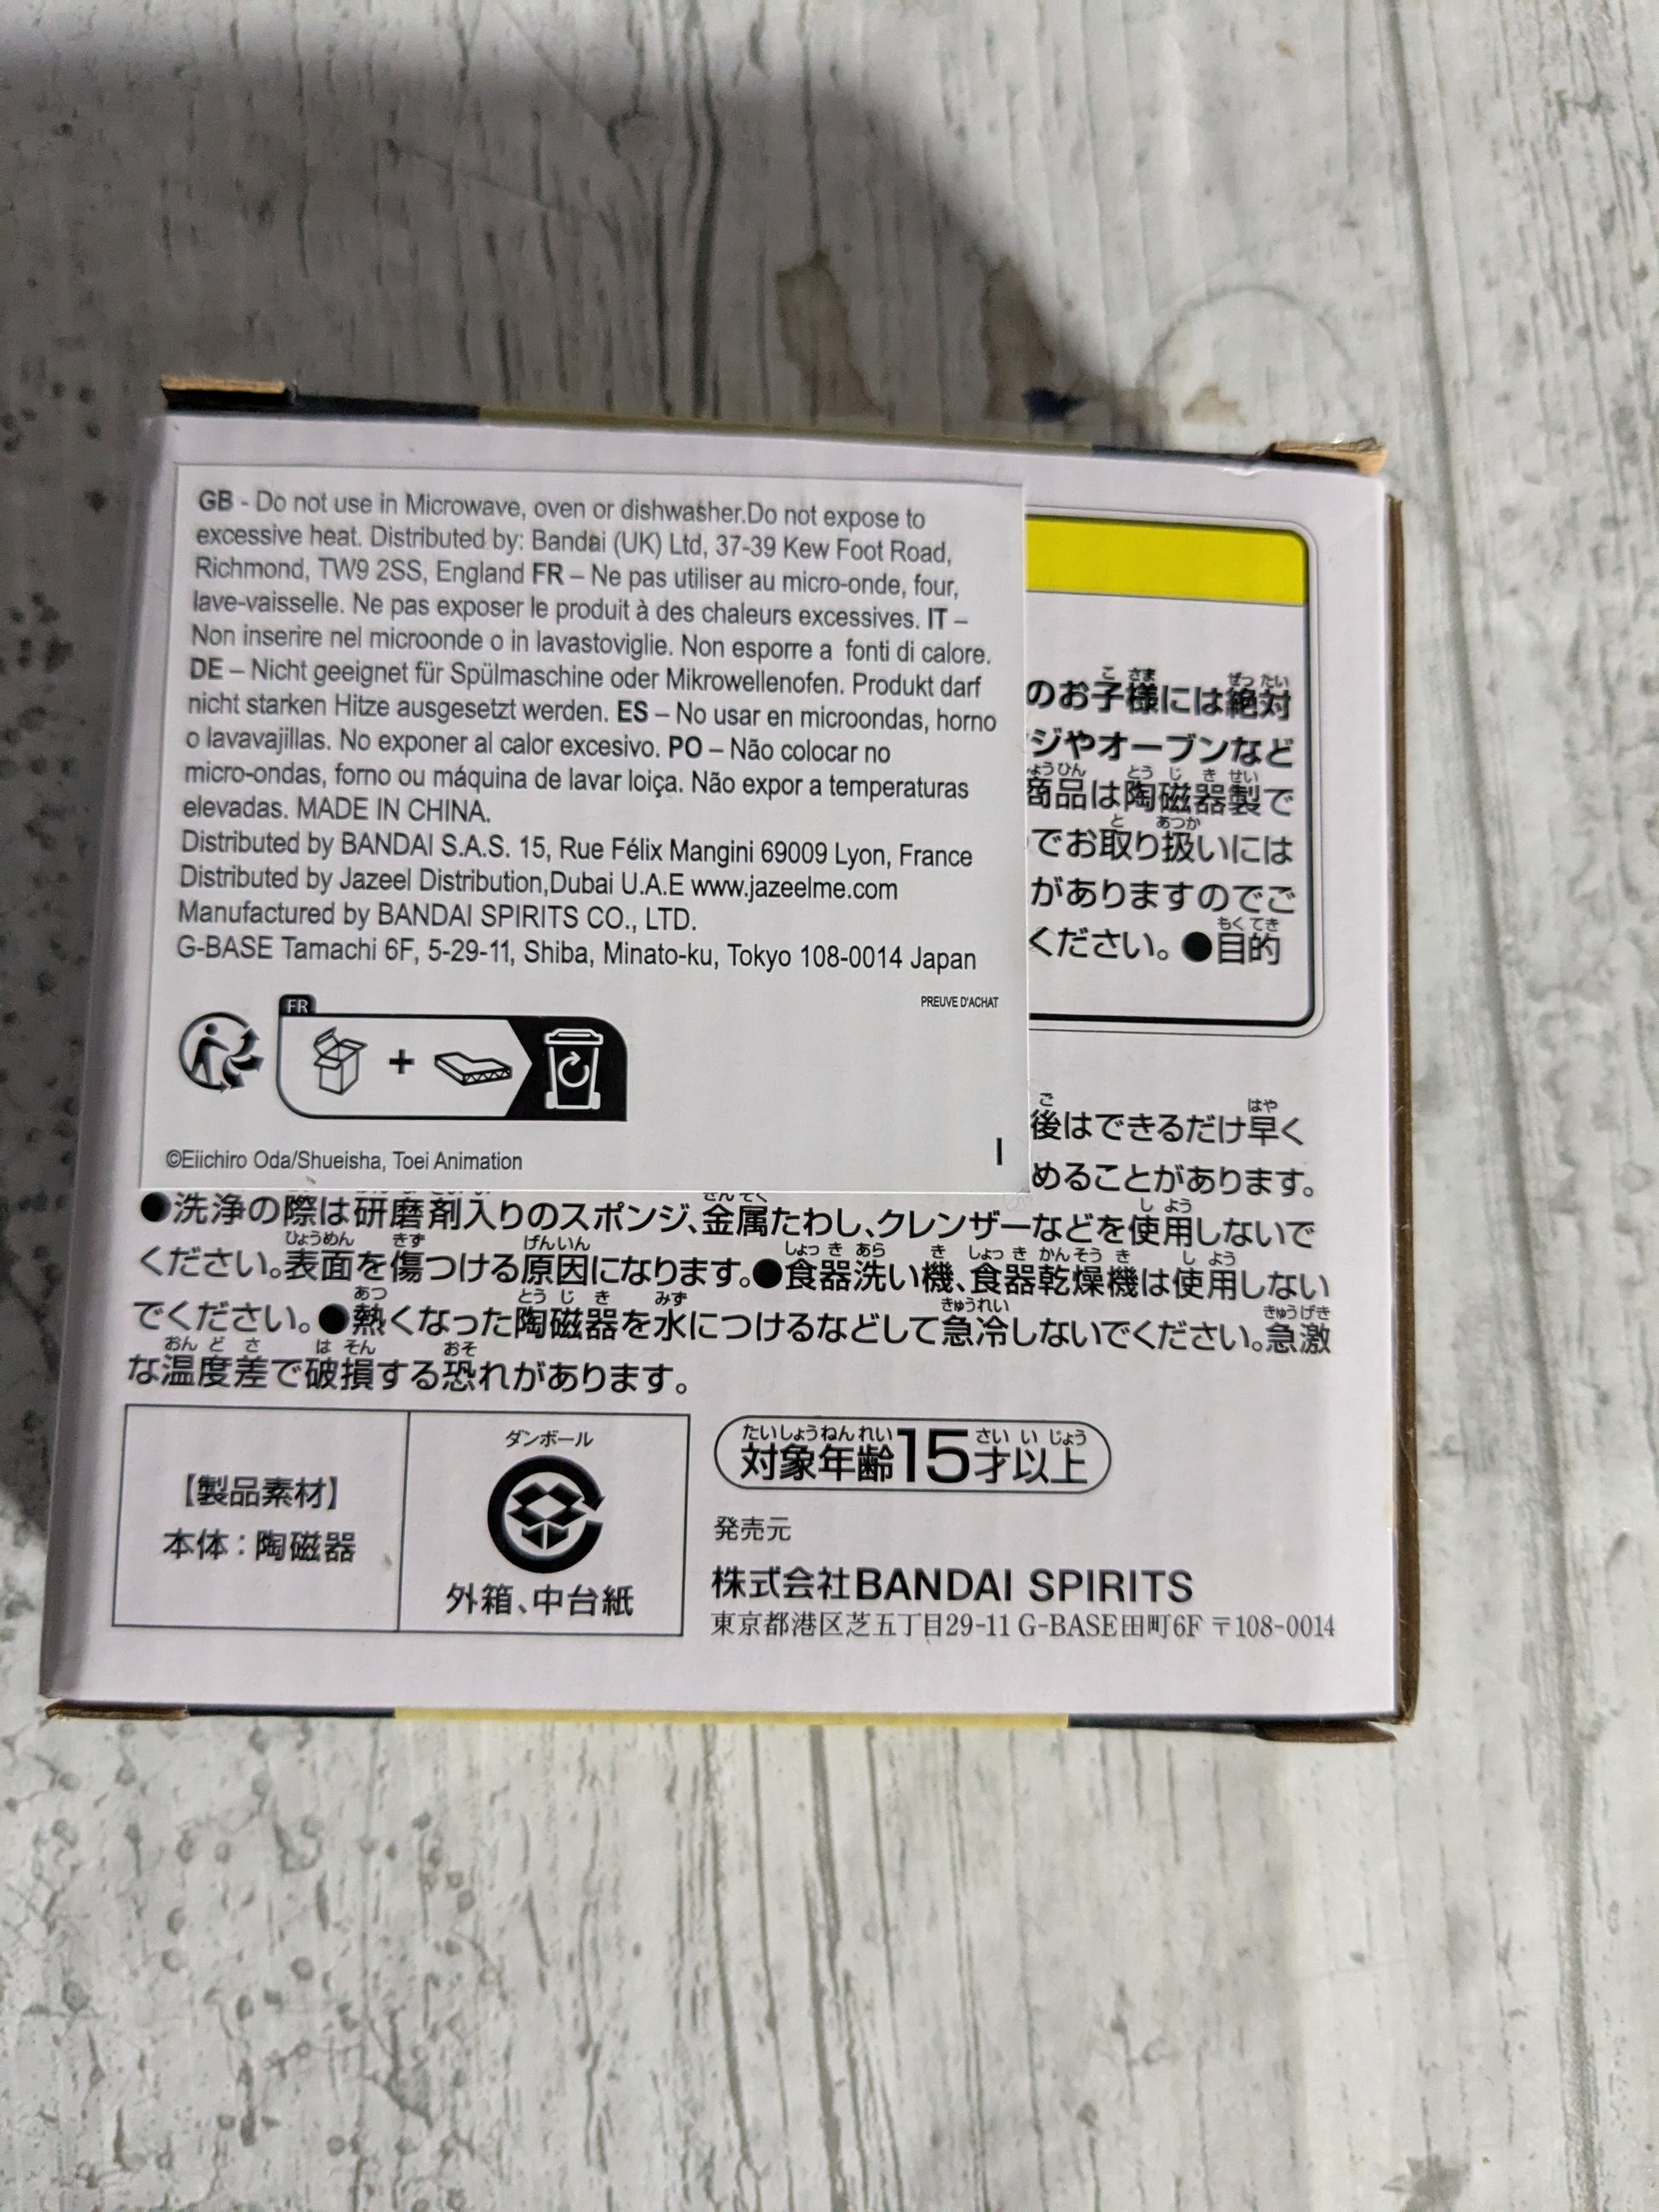 GB - Do not use in Microwave, oven or dishwasher.Do not expose to
excessive heat. Distributed by: Bandai (UK) Ltd, 37-39 Kew Foot Road,
Richmond, TW9 2SS, England FR – Ne pas utiliser au micro-onde, four,
lave-vaisselle. Ne pas exposer le produit à des chaleurs excessives. IT –
Non inserire nel microonde o in lavastoviglie. Non esporre a fonti di calore.
DE – Nicht geeignet für Spülmaschine oder Mikrowellenofen. Produkt darf
nicht starken Hitze ausgesetzt werden. ES – No usar en microondas, horno
o lavavajillas. No exponer al calor excesivo. PO – Não colocar no
micro-ondas, forno ou máquina de lavar loiça. Não expor a temperaturas
elevadas. MADE IN CHINA.
Distributed by BANDAI S.A.S. 15, Rue Félix Mangini 69009 Lyon, France
Distributed by Jazeel Distribution,Dubai U.A.E www.jazeelme.com
Manufactured by BANDAI SPIRITS CO., LTD.
G-BASE Tamachi 6F, 5-29-11, Shiba, Minato-ku, Tokyo 108-0014 Japan
PREUVE D'ACHAT
FR
+
©Eiichiro Oda/Shueisha, Toei Animation
I
のお子様には絶対
ジやオーブンなど
商品は陶磁器製で
でお取り扱いには
がありますのでご
ください。●目的
後はできるだけ早く
めることがあります。
●洗浄の際は研磨剤入りのスポンジ、金属たわし、クレンザーなどを使用しないで
ください。表面を傷つける原因になります。●食器洗い機、食器乾燥機は使用しない
でください。●熱くなった陶磁器を水につけるなどして急冷しないでください。急激
な温度差で破損する恐れがあります。
【製品素材】
本体：陶磁器
ダンボール
外箱、中台紙
対象年齢15才以上
発売元
株式会社BANDAI SPIRITS
東京都港区芝五丁目29-11 G-BASE田町6F 〒108-0014